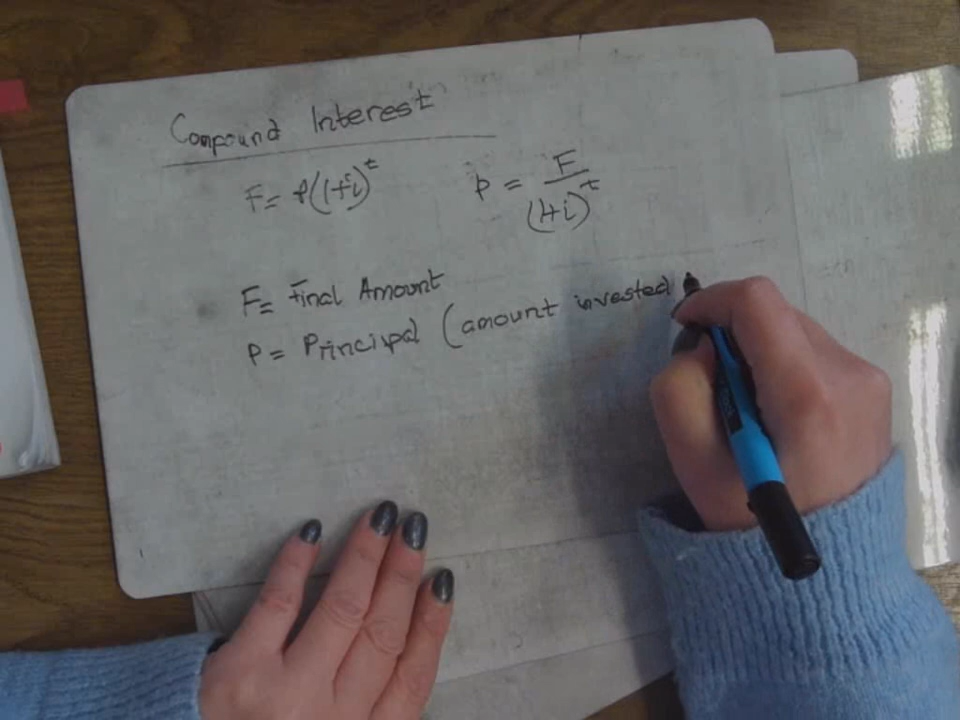 Compound Interest
F = P(1+i)^t
P = F/(1+i)^t
F = Final Amount
P = Principal (amount invested